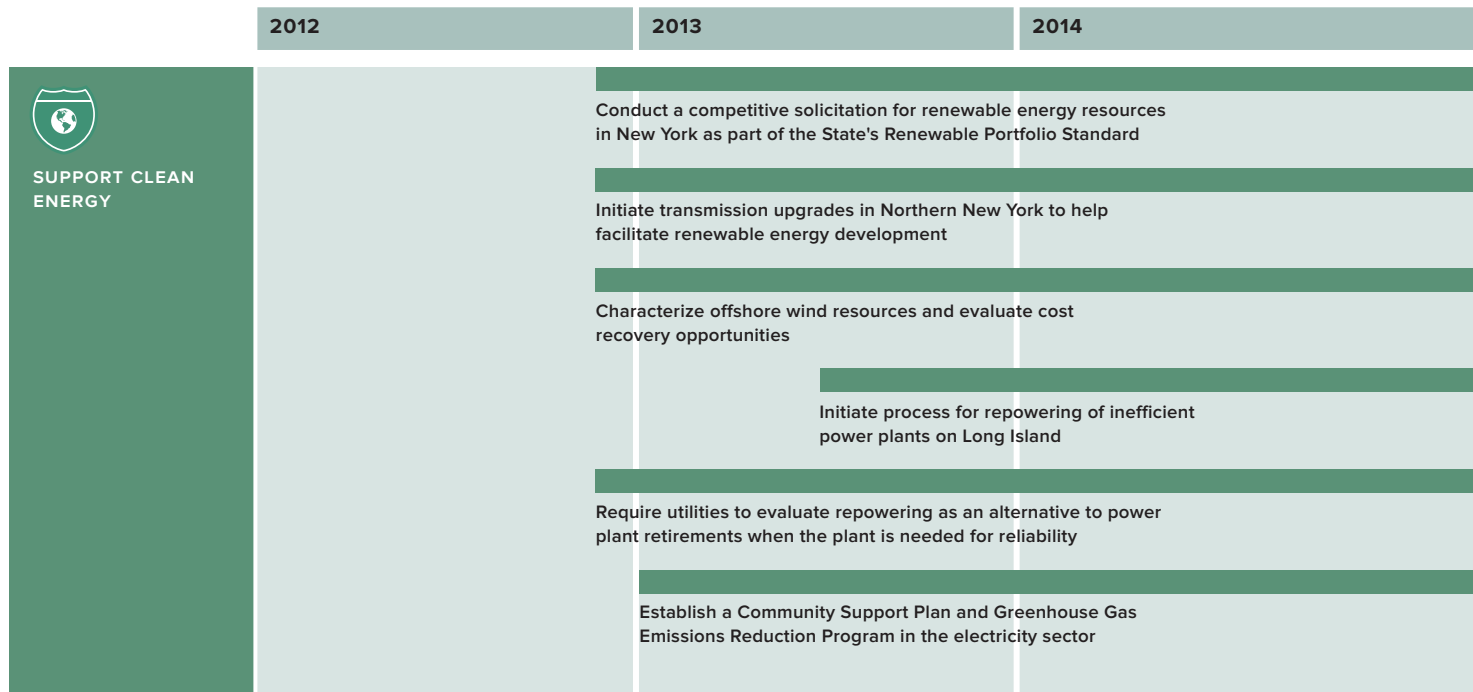 2012
2013
2014
SUPPORT CLEAN
ENERGY
Conduct a competitive solicitation for renewable energy resources
in New York as part of the State's Renewable Portfolio Standard
Initiate transmission upgrades in Northern New York to help
facilitate renewable energy development
Characterize offshore wind resources and evaluate cost
recovery opportunities
Initiate process for repowering of inefficient
power plants on Long Island
Require utilities to evaluate repowering as an alternative to power
plant retirements when the plant is needed for reliability
Establish a Community Support Plan and Greenhouse Gas
Emissions Reduction Program in the electricity sector